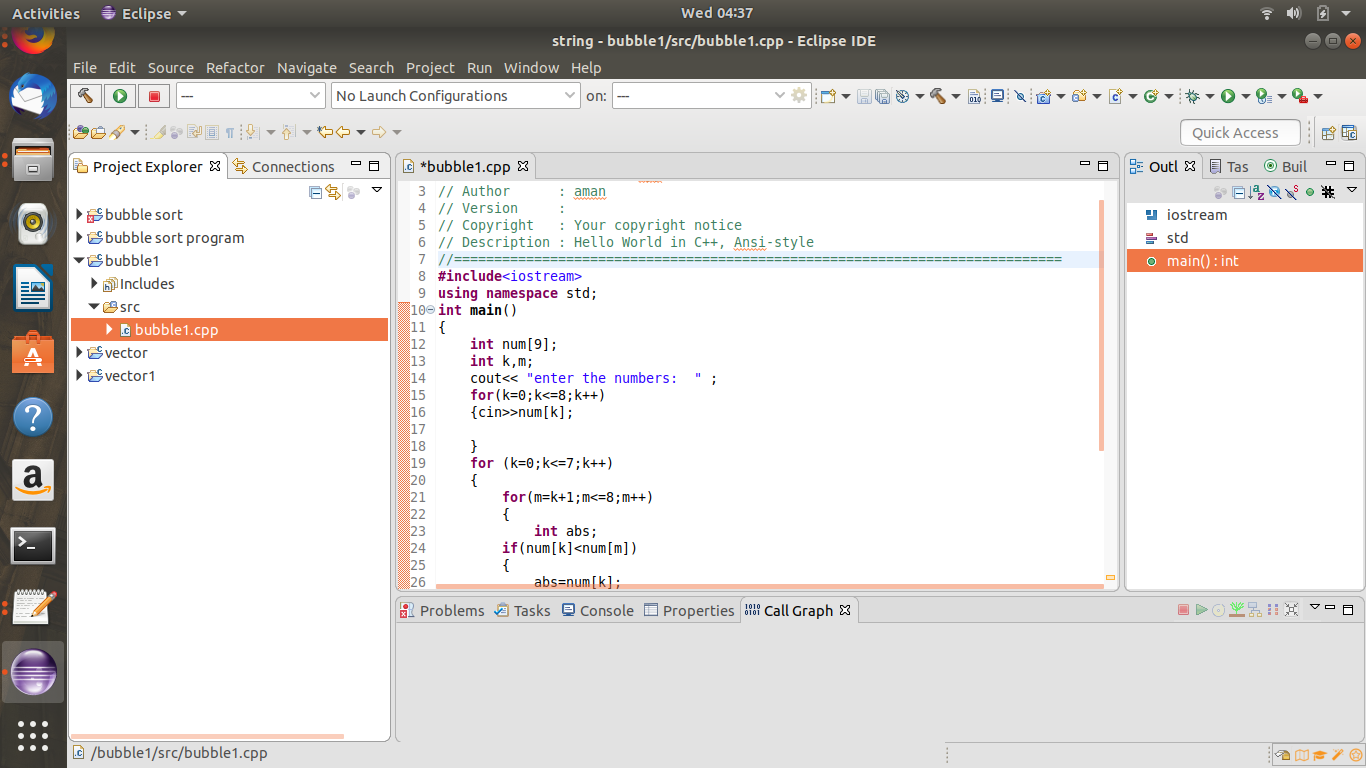 Activities Eclipse Wed 04:37
string - bubble1/src/bubble1.cpp - Eclipse IDE
File Edit Source Refactor Navigate Search Project Run Window Help
--- No Launch Configurations on: ---
Quick Access
Project Explorer Connections
bubble sort
bubble sort program
bubble1
Includes
src
bubble1.cpp
vector
vector1
*bubble1.cpp
3 // Author      : aman
4 // Version     :
5 // Copyright   : Your copyright notice
6 // Description : Hello World in C++, Ansi-style
7 //============================================================================
8 #include<iostream>
9 using namespace std;
10 int main()
11 {
12     int num[9];
13     int k,m;
14     cout<< "enter the numbers:  " ;
15     for(k=0;k<=8;k++)
16     {cin>>num[k];
17
18     }
19     for (k=0;k<=7;k++)
20     {
21         for(m=k+1;m<=8;m++)
22         {
23             int abs;
24         if(num[k]<num[m])
25         {
26             abs=num[k];
Outl Tas Buil
iostream
std
main() : int
Problems Tasks Console Properties Call Graph
/bubble1/src/bubble1.cpp